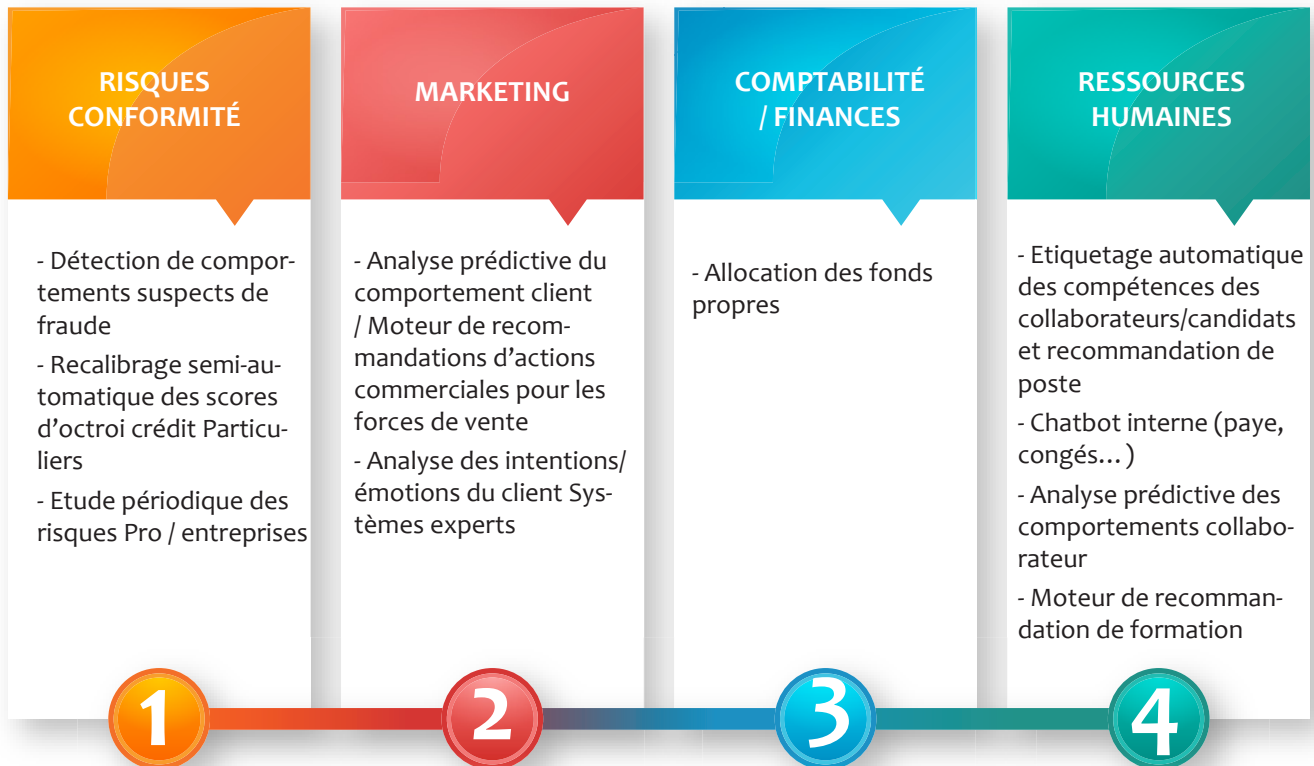 RISQUES
CONFORMITÉ
- Détection de compor-
tements suspects de
fraude
- Recalibrage semi-au-
tomatique des scores
d’octroi crédit Particu-
liers
- Etude périodique des
risques Pro / entreprises
1
MARKETING
- Analyse prédictive du
comportement client
/ Moteur de recom-
mandations d’actions
commerciales pour les
forces de vente
- Analyse des intentions/
émotions du client Sys-
tèmes experts
2
COMPTABILITÉ
/ FINANCES
- Allocation des fonds
propres
3
RESSOURCES
HUMAINES
- Etiquetage automatique
des compétences des
collaborateurs/candidats
et recommandation de
poste
- Chatbot interne (paye,
congés…)
- Analyse prédictive des
comportements collabo-
rateur
- Moteur de recomman-
dation de formation
4